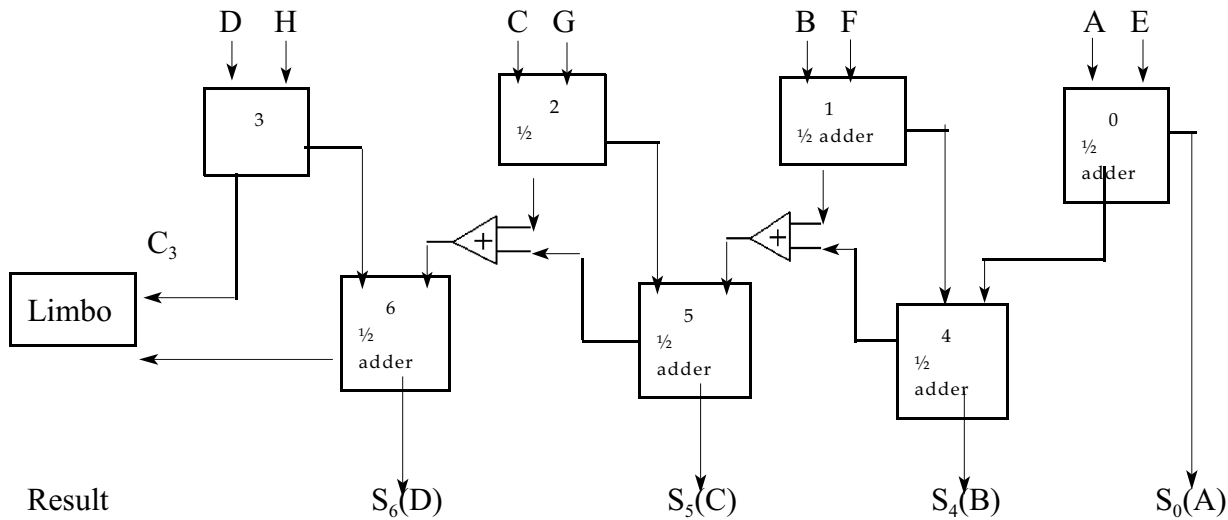 D H C G B F A E
3
2
½
1
½ adder
0
½
adder
+
+
C₃
Limbo
6
½
adder
5
½
adder
4
½
adder
Result S₆(D) S₅(C) S₄(B) S₀(A)